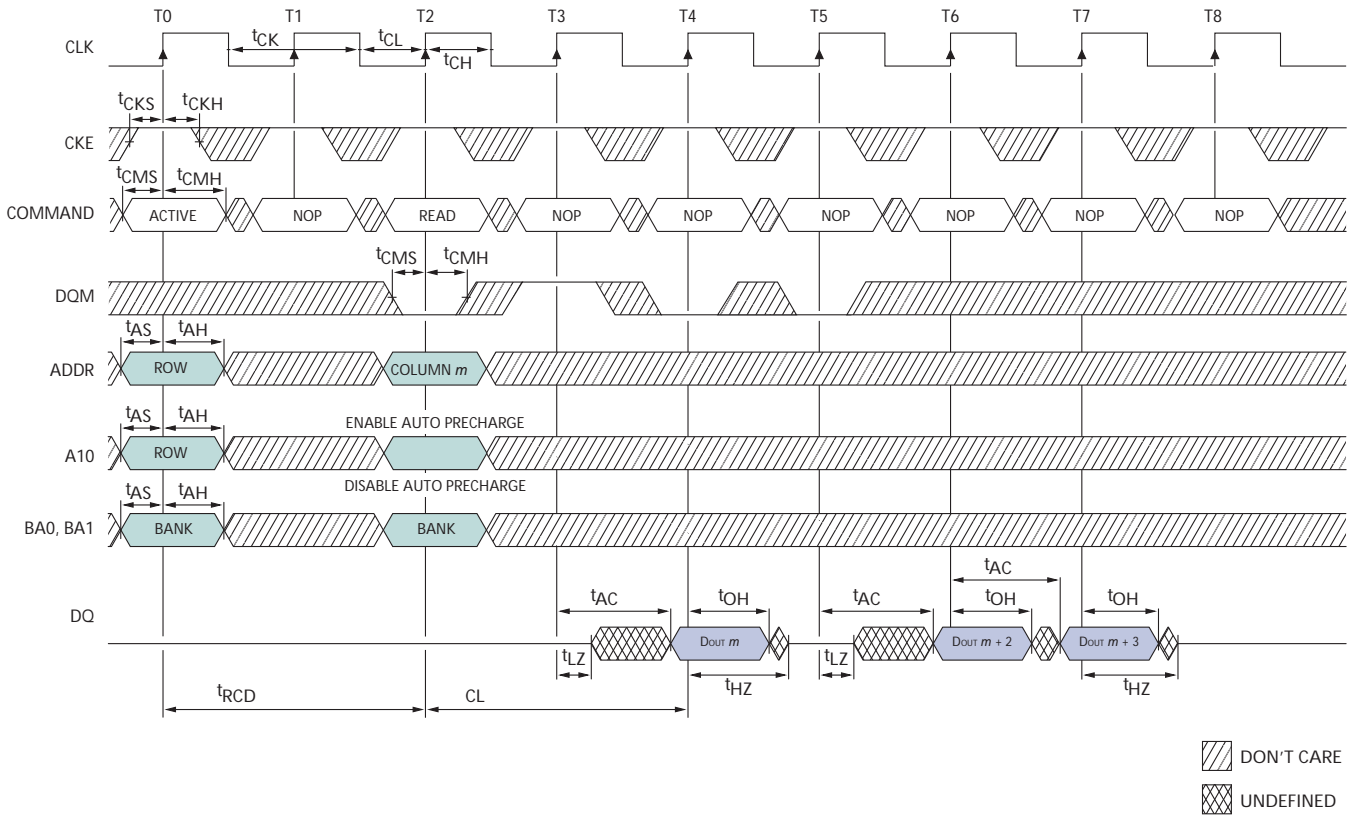 T0 T1 T2 T3 T4 T5 T6 T7 T8
CLK
tCK tCL
tCH
tCKS tCKH
CKE
tCMS tCMH
COMMAND ACTIVE NOP READ NOP NOP NOP NOP NOP NOP
tCMS tCMH
DQM
tAS tAH
ADDR ROW COLUMN m
tAS tAH ENABLE AUTO PRECHARGE
A10 ROW
tAS tAH DISABLE AUTO PRECHARGE
BA0, BA1 BANK BANK
tAC
tAC tOH tAC tOH tOH
DQ
DOUT m DOUT m + 2 DOUT m + 3
tLZ tLZ
tHZ tHZ
tRCD CL
DON'T CARE
UNDEFINED